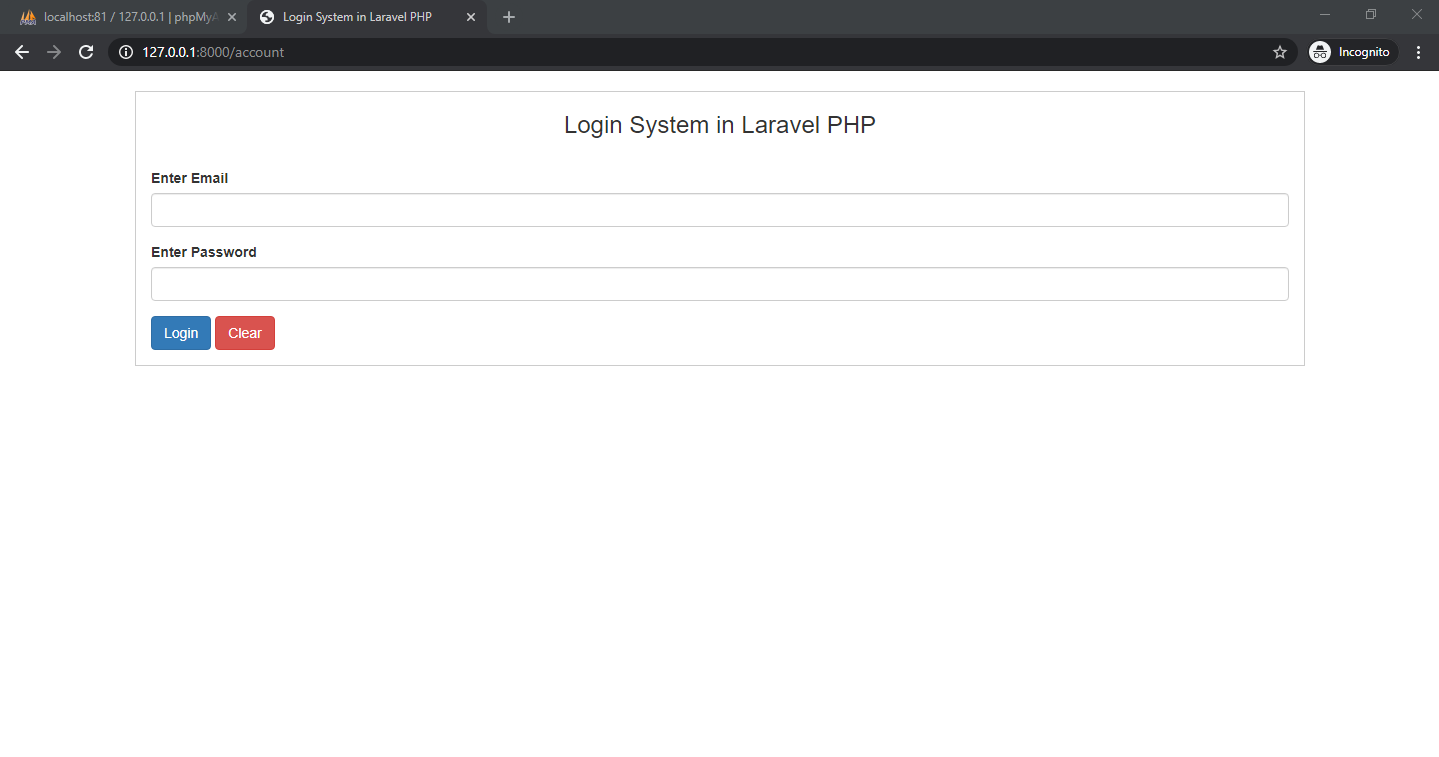 localhost:81 / 127.0.0.1 | phpMyA
Login System in Laravel PHP
127.0.0.1:8000/account
Incognito
Login System in Laravel PHP
Enter Email
Enter Password
Login Clear